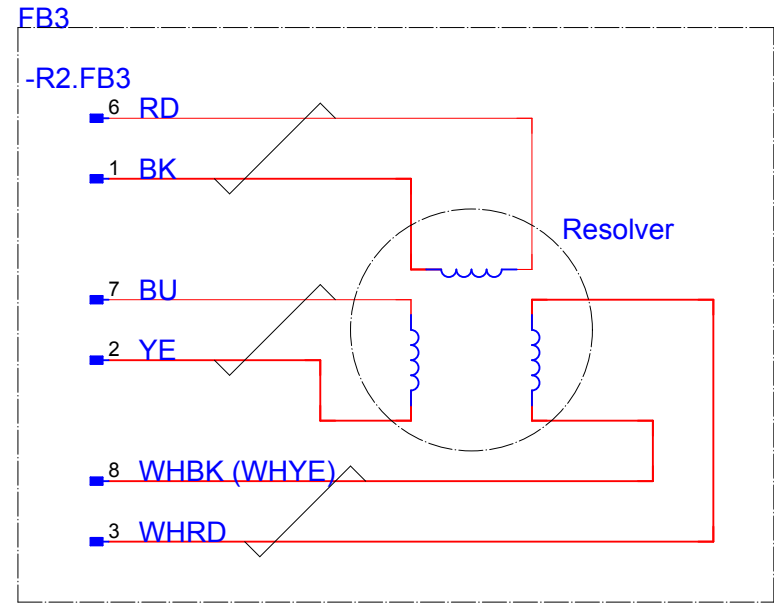 FB3
-R2.FB3
6 RD
1 BK
Resolver
7 BU
2 YE
8 WHBK (WHYE)
3 WHRD